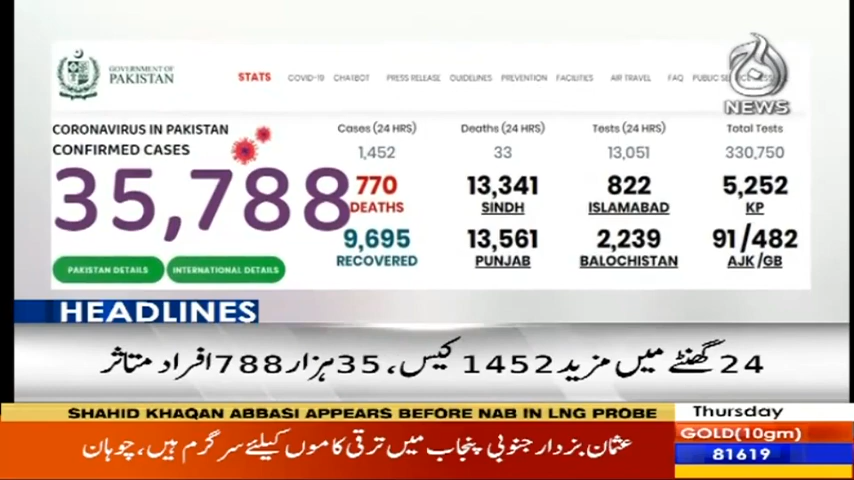 GOVERNMENT OF
PAKISTAN
STATS COVID-19 CHATBOT PRESS RELEASE GUIDELINES PREVENTION FACILITIES AIR TRAVEL FAQ PUBLIC
NEWS
CORONAVIRUS IN PAKISTAN
CONFIRMED CASES
35,788
PAKISTAN DETAILS INTERNATIONAL DETAILS
Cases (24 HRS) Deaths (24 HRS) Tests (24 HRS) Total Tests
1,452 33 13,051 330,750
770 13,341 822 5,252
DEATHS SINDH ISLAMABAD KP
9,695 13,561 2,239 91/482
RECOVERED PUNJAB BALOCHISTAN AJK/GB
HEADLINES
24 گھنٹے میں مزید 1452 کیس، 35 ہزار 788 افراد متاثر
SHAHID KHAQAN ABBASI APPEARS BEFORE NAB IN LNG PROBE
Thursday
عثمان بزدار جنوبی پنجاب میں ترقی کاموں کیلئے سرگرم ہیں، چوہان
GOLD(10gm)
81619